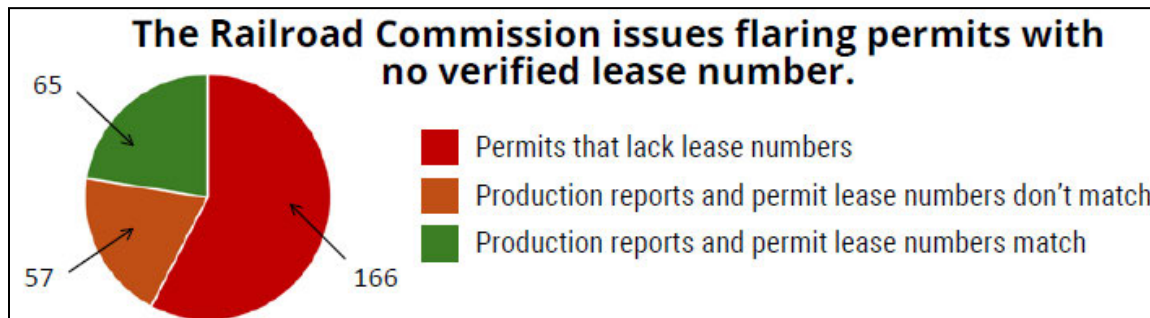 The Railroad Commission issues flaring permits with
no verified lease number.
65
57
166
Permits that lack lease numbers
Production reports and permit lease numbers don’t match
Production reports and permit lease numbers match